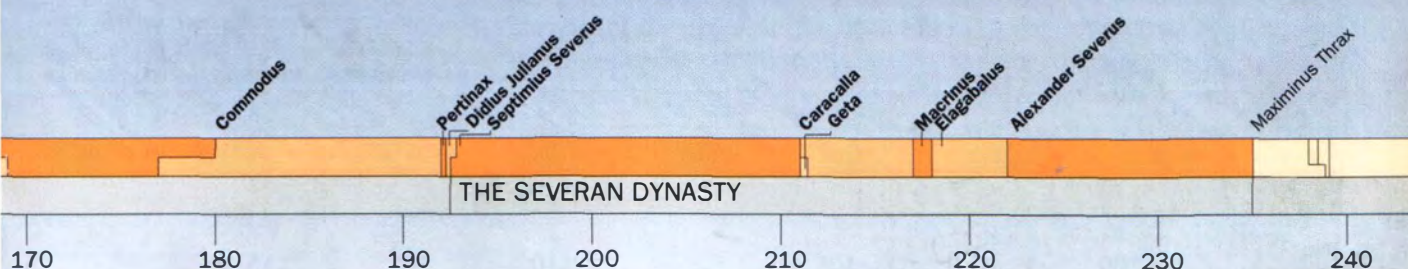 Commodus
Pertinax
Didius Julianus
Septimius Severus
Caracalla
Geta
Macrinus
Elagabalus
Alexander Severus
Maximinus Thrax
THE SEVERAN DYNASTY
170 180 190 200 210 220 230 240